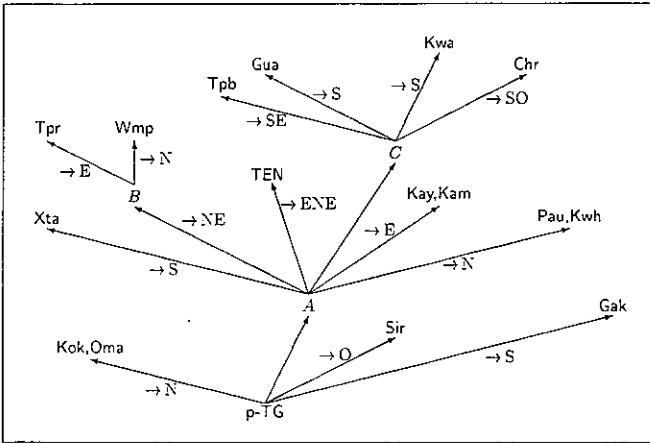 Kwa
Gua Chr
Tpb → S → S
→ SE → SO
Tpr Wmp C
→ E → N
B TEN Kay,Kam
Xta → NE → ENE Pau,Kwh
→ E
→ S → N
A Gak
Kok,Oma Sir
→ O
→ N → S
p-TG